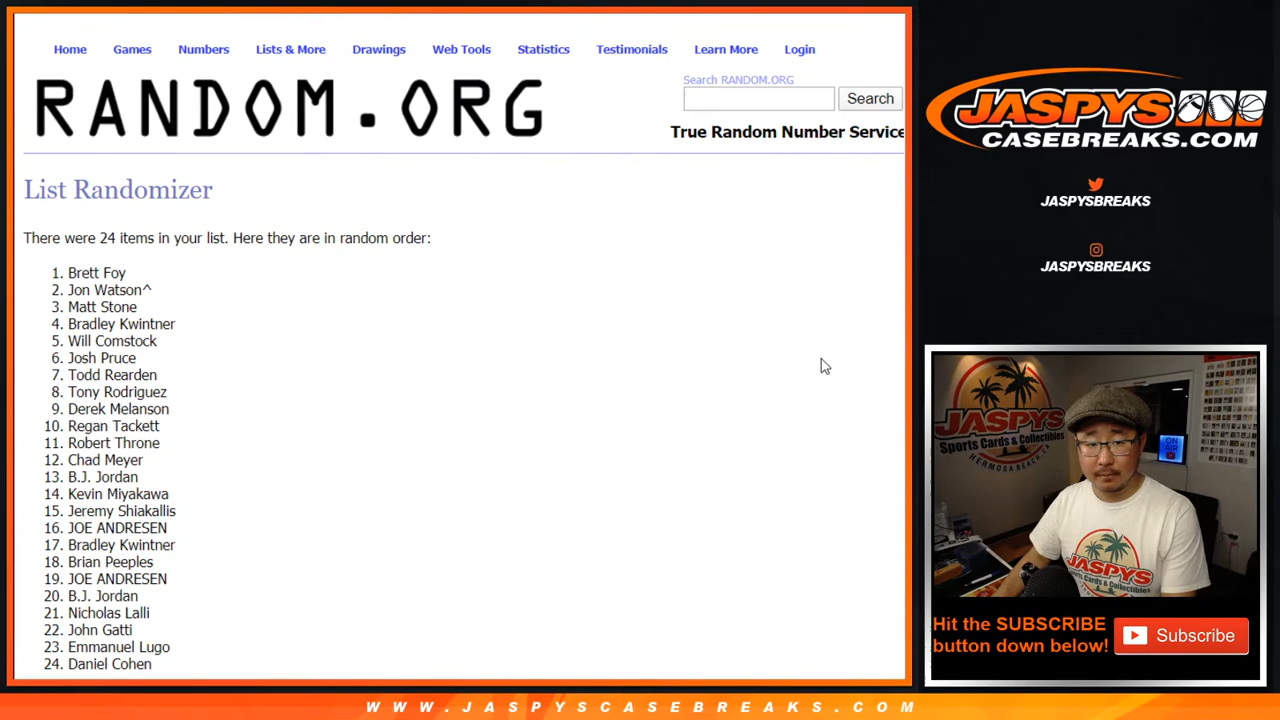 Home Games Numbers Lists & More Drawings Web Tools Statistics Testimonials Learn More Login
RANDOM.ORG
Search RANDOM.ORG
Search
True Random Number Service
List Randomizer
There were 24 items in your list. Here they are in random order:
1. Brett Foy
2. Jon Watson^
3. Matt Stone
4. Bradley Kwintner
5. Will Comstock
6. Josh Pruce
7. Todd Rearden
8. Tony Rodriguez
9. Derek Melanson
10. Regan Tackett
11. Robert Throne
12. Chad Meyer
13. B.J. Jordan
14. Kevin Miyakawa
15. Jeremy Shiakallis
16. JOE ANDRESEN
17. Bradley Kwintner
18. Brian Peeples
19. JOE ANDRESEN
20. B.J. Jordan
21. Nicholas Lalli
22. John Gatti
23. Emmanuel Lugo
24. Daniel Cohen
JASPYS
CASEBREAKS.COM
JASPYSBREAKS
JASPYSBREAKS
JASPYS
Sports Cards & Collectibles
HERMOSA BEACH, CA
ON
AIR
JASPYS
Sports Cards & Collectibles
Hit the SUBSCRIBE
button down below!
Subscribe
WWW.JASPYSCASEBREAKS.COM